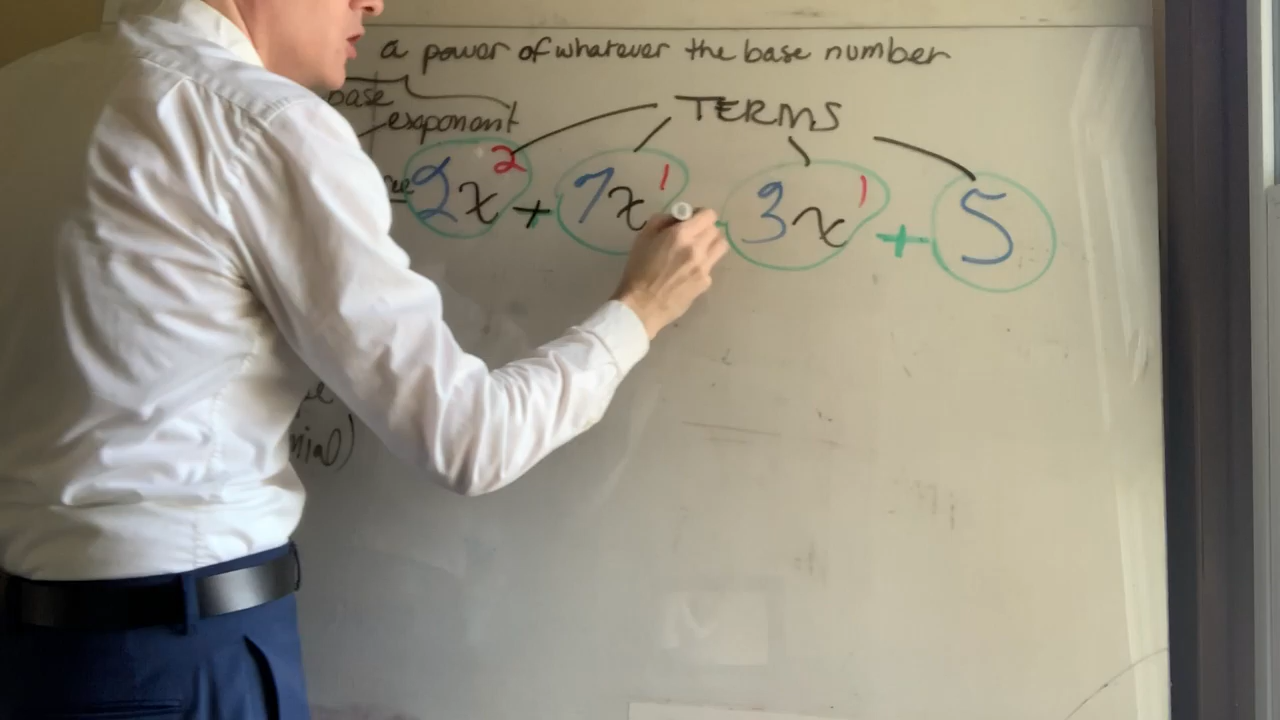 a power of whatever the base number
base
exponent
TERMS
2x² + 7x¹ 3x¹ + 5